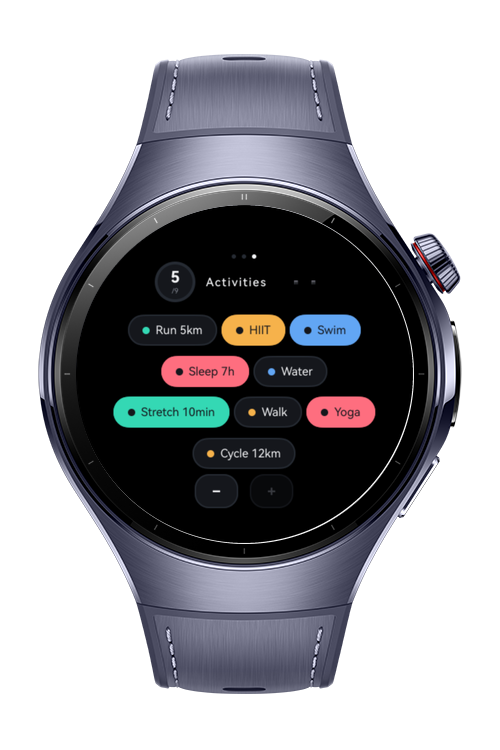 5 Activities
/9
Run 5km HIIT Swim
Sleep 7h Water
Stretch 10min Walk Yoga
Cycle 12km
− +